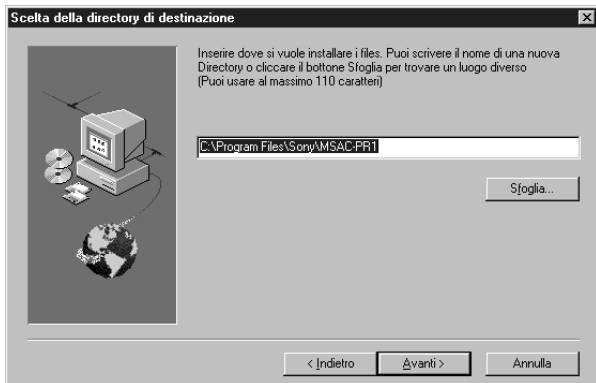 Scelta della directory di destinazione
Inserire dove si vuole installare i files. Puoi scrivere il nome di una nuova
Directory o cliccare il bottone Sfoglia per trovare un luogo diverso
(Puoi usare al massimo 110 caratteri)
C:\Program Files\Sony\MSAC-PR1
Sfoglia...
< Indietro
Avanti >
Annulla